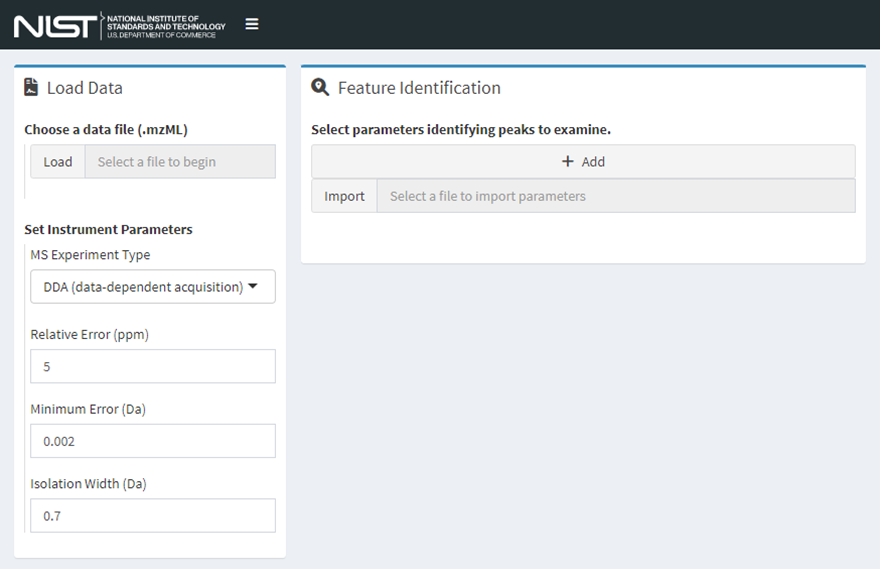 NIST
NATIONAL INSTITUTE OF
STANDARDS AND TECHNOLOGY
U.S. DEPARTMENT OF COMMERCE
Load Data
Choose a data file (.mzML)
Load
Select a file to begin
Set Instrument Parameters
MS Experiment Type
DDA (data-dependent acquisition)
Relative Error (ppm)
5
Minimum Error (Da)
0.002
Isolation Width (Da)
0.7
Feature Identification
Select parameters identifying peaks to examine.
+ Add
Import
Select a file to import parameters